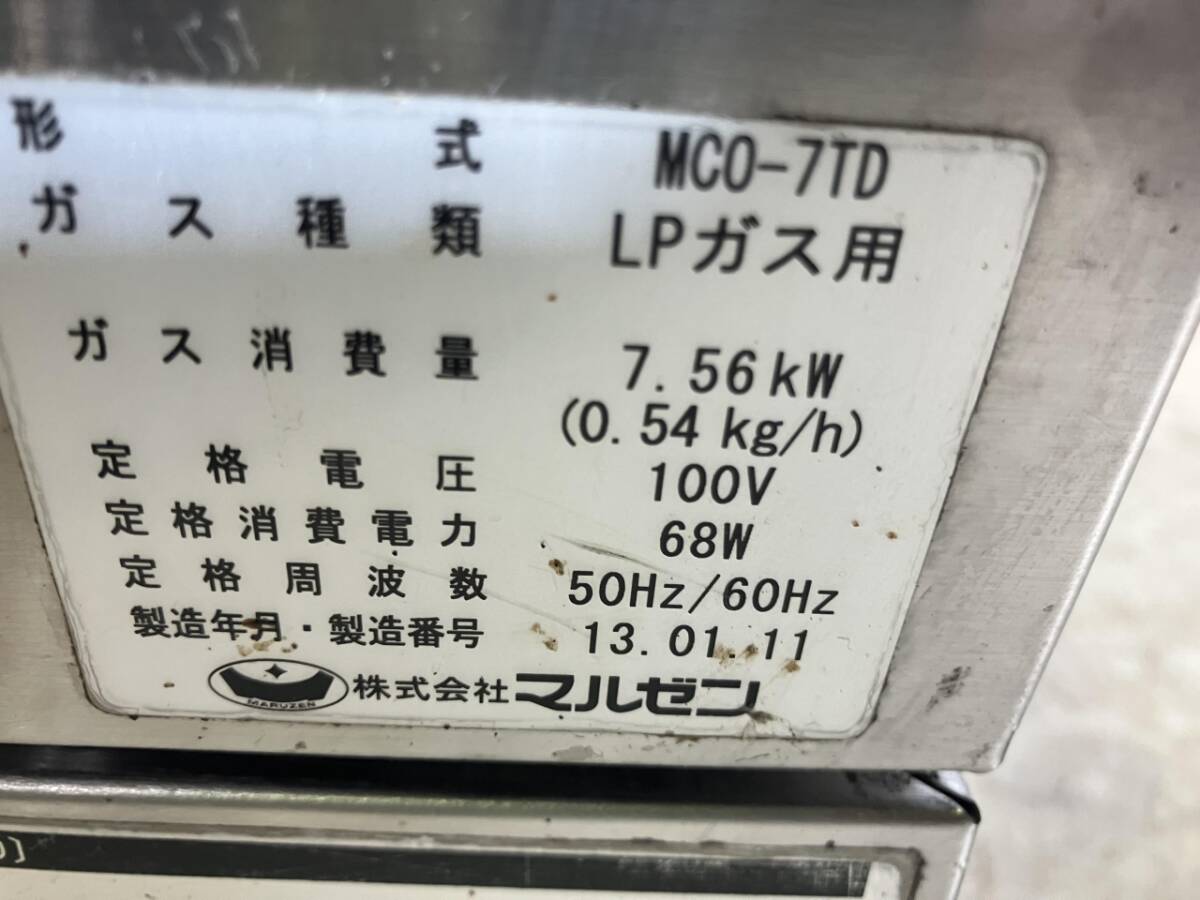 形式 MCO-7TD
ガス種類 LPガス用
ガス消費量 7.56kW
(0.54 kg/h)
定格電圧 100V
定格消費電力 68W
定格周波数 50Hz/60Hz
製造年月・製造番号 13.01.11
MARUZEN 株式会社マルゼン